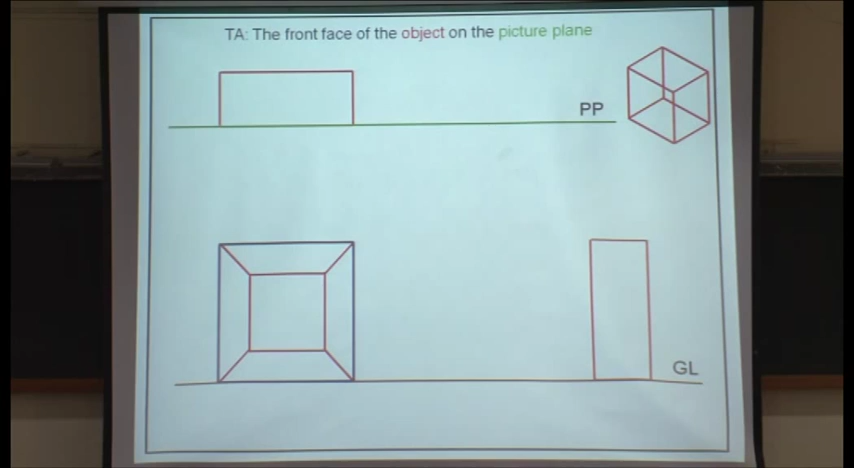 TA: The front face of the object on the picture plane
PP
GL